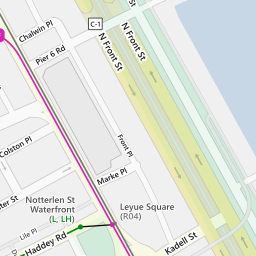 C-1
N Front St
N Front St
Chalwin Pl
Pier 6 Rd
Colston Pl
Front Pl
Marke Pl
Notterlen St
Waterfront
(L, LH)
Leyue Square
(R04)
ter St
Lile Pl
Haddey Rd
Kadell St